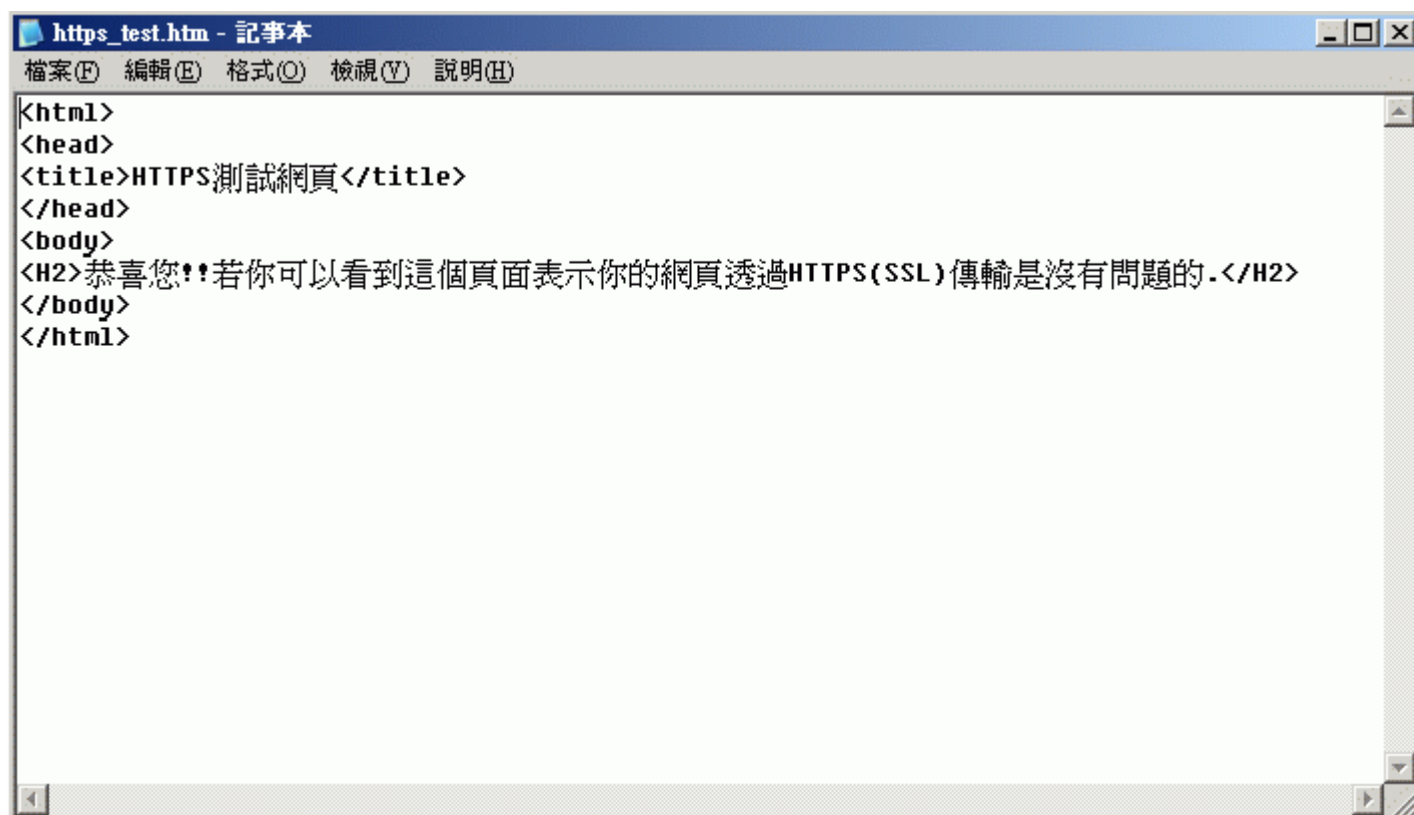 https_test.htm - 記事本
檔案(F) 編輯(E) 格式(O) 檢視(V) 說明(H)
<html>
<head>
<title>HTTPS測試網頁</title>
</head>
<body>
<H2>恭喜您!!若你可以看到這個頁面表示你的網頁透過HTTPS(SSL)傳輸是沒有問題的.</H2>
</body>
</html>